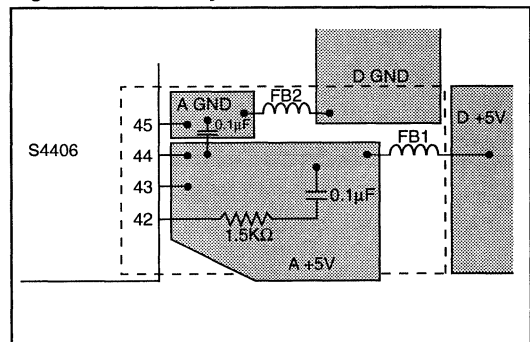 D GND
A GND
FB2
0.1µF
45
D +5V
FB1
S4406
44
43
0.1µF
42
1.5KΩ
A +5V